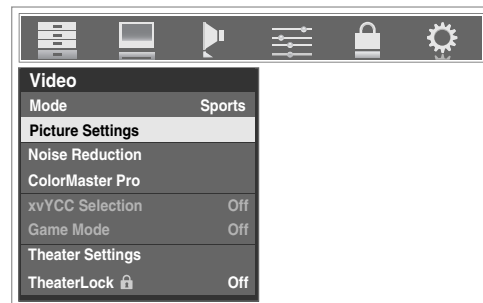 Video
Mode Sports
Picture Settings
Noise Reduction
ColorMaster Pro
xvYCC Selection Off
Game Mode Off
Theater Settings
TheaterLock Off